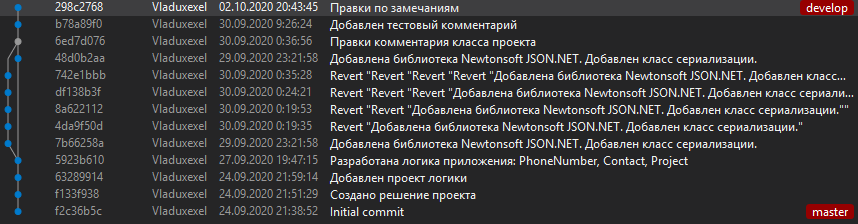 298c2768 Vladuxexel 02.10.2020 20:43:45 Правки по замечаниям develop
b78a89f0 Vladuxexel 30.09.2020 9:26:24 Добавлен тестовый комментарий
6ed7d076 Vladuxexel 30.09.2020 0:36:56 Правки комментария класса проекта
48d0b2aa Vladuxexel 29.09.2020 23:21:58 Добавлена библиотека Newtonsoft JSON.NET. Добавлен класс сериализации.
742e1bbb Vladuxexel 30.09.2020 0:35:28 Revert "Revert "Revert "Revert "Добавлена библиотека Newtonsoft JSON.NET. Добавлен класс...
df138b3f Vladuxexel 30.09.2020 0:24:21 Revert "Revert "Revert "Добавлена библиотека Newtonsoft JSON.NET. Добавлен класс сериали...
8a622112 Vladuxexel 30.09.2020 0:19:53 Revert "Revert "Добавлена библиотека Newtonsoft JSON.NET. Добавлен класс сериализации.""
4da9f50d Vladuxexel 30.09.2020 0:19:35 Revert "Добавлена библиотека Newtonsoft JSON.NET. Добавлен класс сериализации."
7b66258a Vladuxexel 29.09.2020 23:21:58 Добавлена библиотека Newtonsoft JSON.NET. Добавлен класс сериализации.
5923b610 Vladuxexel 27.09.2020 19:47:15 Разработана логика приложения: PhoneNumber, Contact, Project
63289914 Vladuxexel 24.09.2020 21:59:14 Добавлен проект логики
f133f938 Vladuxexel 24.09.2020 21:51:29 Создано решение проекта
f2c36b5c Vladuxexel 24.09.2020 21:38:52 Initial commit master